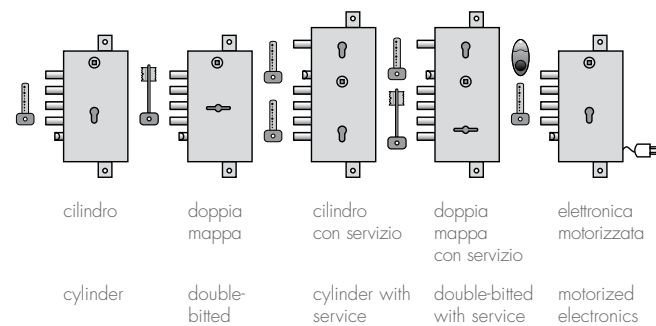 cilindro
doppia
mappa
cilindro
con servizio
doppia
mappa
con servizio
elettronica
motorizzata
cylinder
double-
bitted
cylinder with
service
double-bitted
with service
motorized
electronics